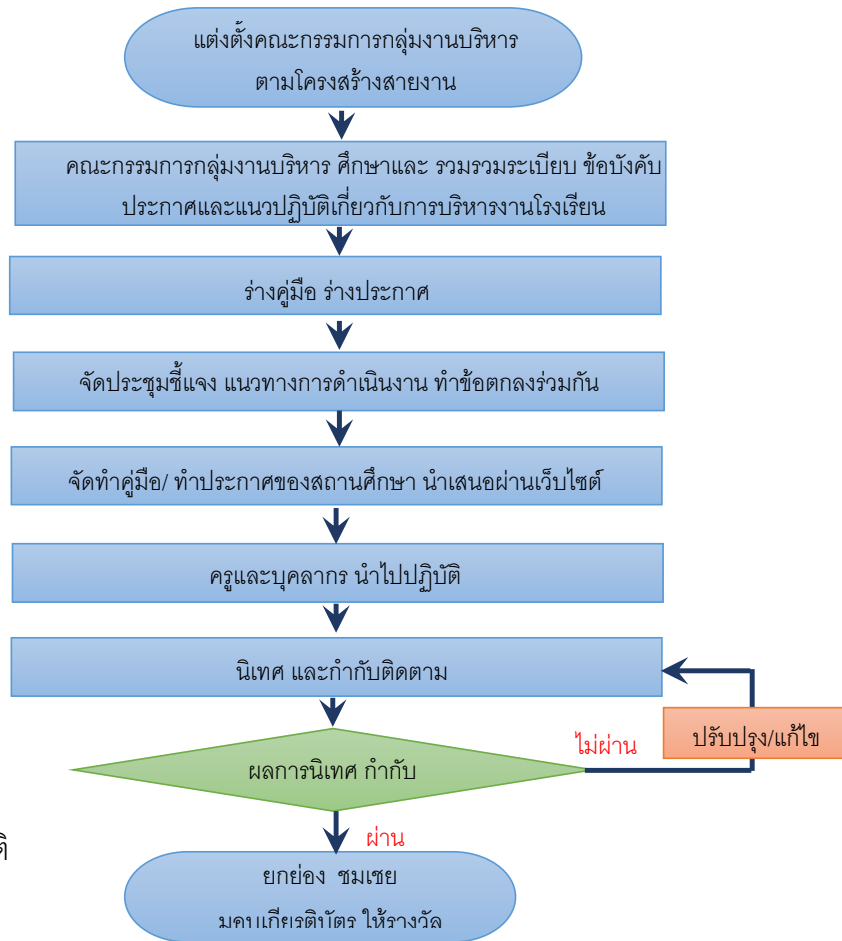 แต่งตั้งคณะกรรมการกลุ่มงานบริหาร
ตามโครงสร้างสายงาน
คณะกรรมการกลุ่มงานบริหาร ศึกษาและ รวมรวมระเบียบ ข้อบังคับ
ประกาศและแนวปฏิบัติเกี่ยวกับการบริหารงานโรงเรียน
ร่างคู่มือ ร่างประกาศ
จัดประชุมชี้แจง แนวทางการดำเนินงาน ทำข้อตกลงร่วมกัน
จัดทำคู่มือ/ ทำประกาศของสถานศึกษา นำเสนอผ่านเว็บไซต์
ครูและบุคลากร นำไปปฏิบัติ
นิเทศ และกำกับติดตาม
ปรับปรุง/แก้ไข
ไม่ผ่าน
ผลการนิเทศ กำกับ
ผ่าน
ยกย่อง ชมเชย
มอบเกียรติบัตร ให้รางวัล